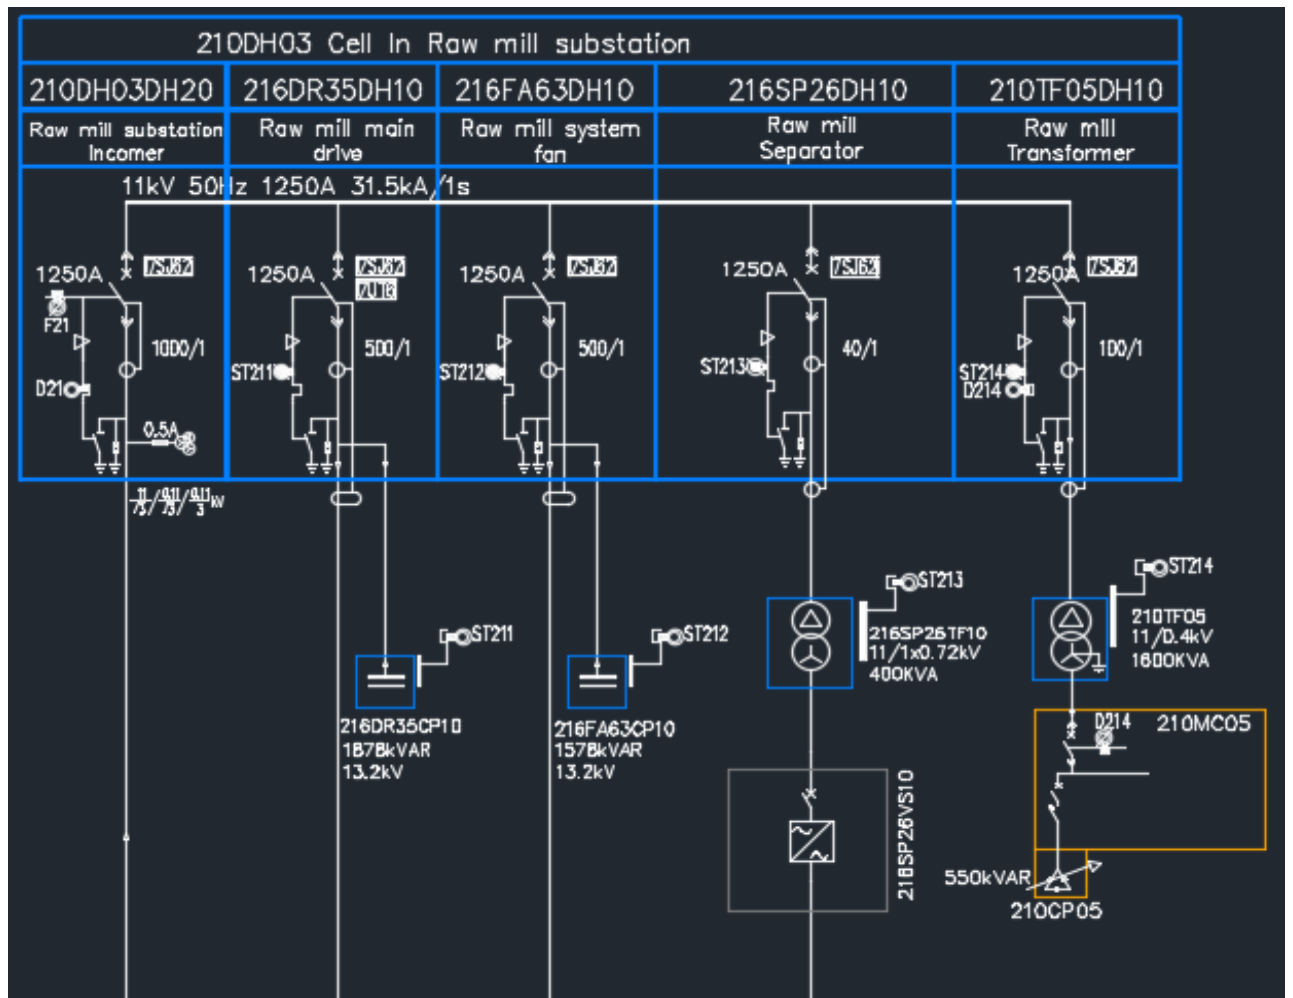 210DH03 Cell In Raw mill substation
210DH03DH20 216DR35DH10 216FA63DH10 216SP26DH10 210TF05DH10
Raw mill substation Incomer
Raw mill main drive
Raw mill system fan
Raw mill Separator
Raw mill Transformer
11kV 50Hz 1250A 31.5kA/1s
1250A 7SJ62
1250A 7SJ62
1250A 7SJ62
1250A 7SJ62
1250A 7SJ62
F21
1000/1
500/1
500/1
40/1
100/1
D21
ST211
ST212
ST213
ST214
D214
0.5A
ST211
ST212
ST213
ST214
216DR35CP10
1878kVAR
13.2kV
216FA63CP10
1578kVAR
13.2kV
216SP26TF10
11/1x0.72kV
400KVA
210TF05
11/0.4kV
1600KVA
D214
210MC05
216SP26VS10
550kVAR
210CP05